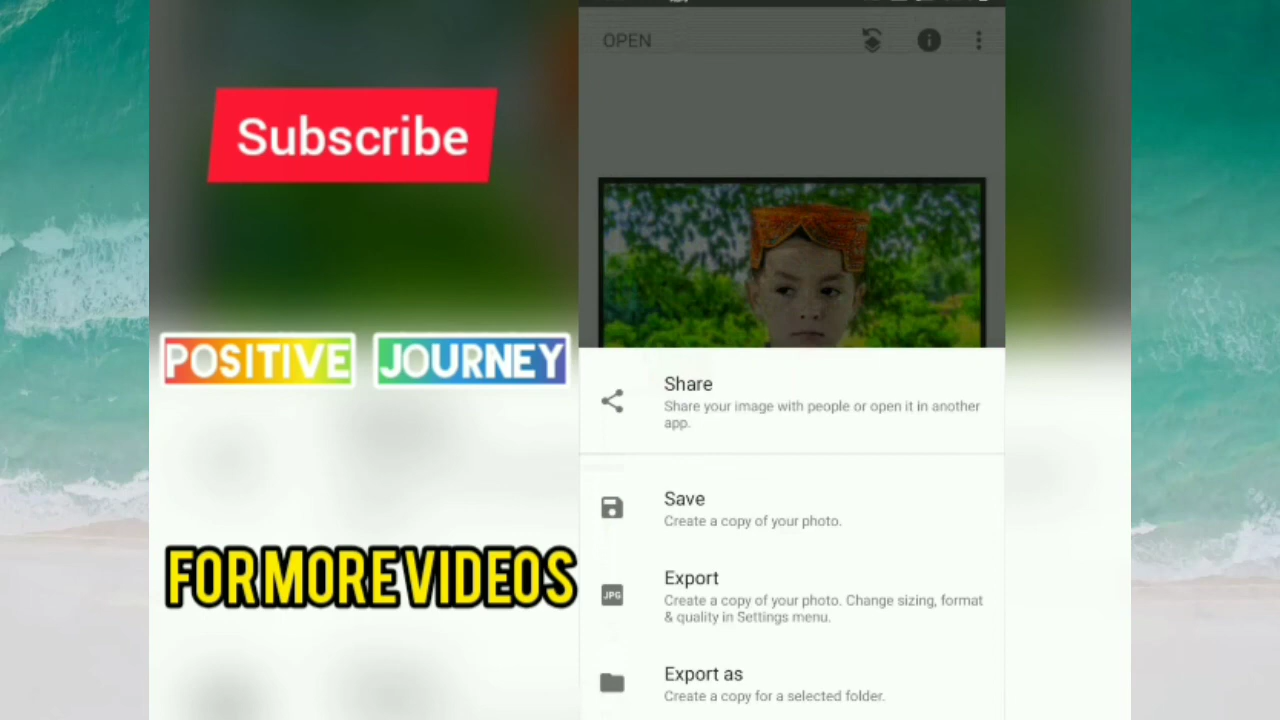 Subscribe
POSITIVE JOURNEY
FOR MORE VIDEOS
OPEN
Share
Share your image with people or open it in another
app.
Save
Create a copy of your photo.
JPG
Export
Create a copy of your photo. Change sizing, format
& quality in Settings menu.
Export as
Create a copy for a selected folder.